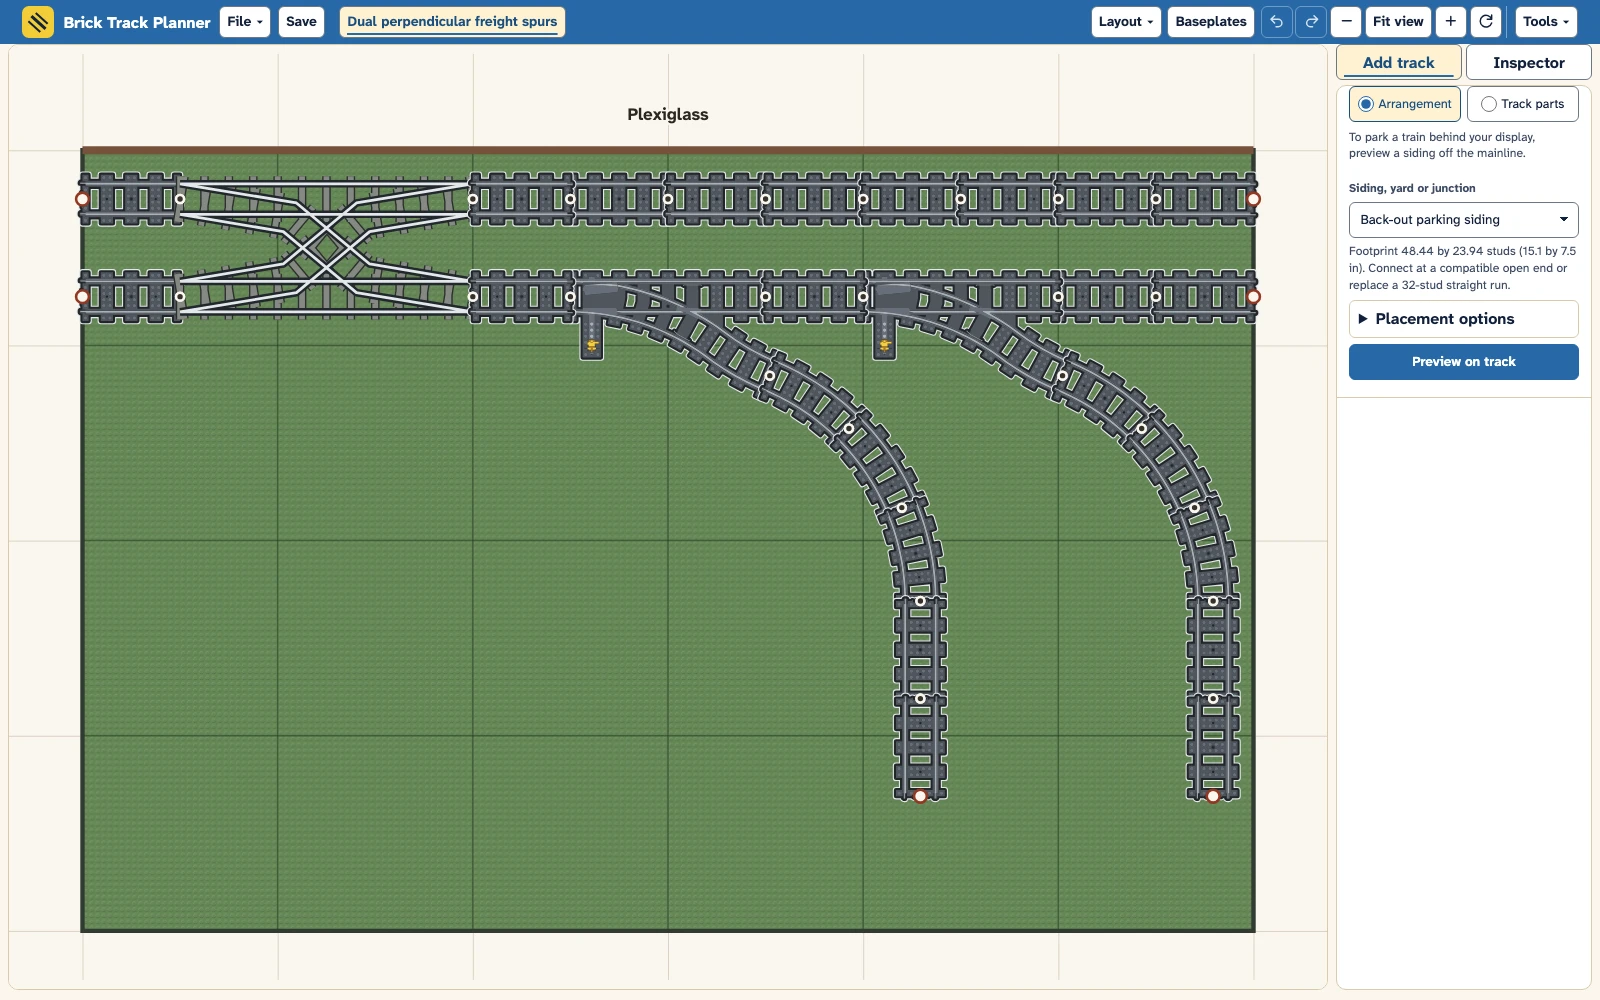 Brick Track Planner
File
Save
Dual perpendicular freight spurs
Layout
Baseplates
Fit view
Tools
Plexiglass
Add track
Inspector
Arrangement
Track parts
To park a train behind your display,
preview a siding off the mainline.
Siding, yard or junction
Back-out parking siding
Footprint 48.44 by 23.94 studs (15.1 by 7.5
in). Connect at a compatible open end or
replace a 32-stud straight run.
Placement options
Preview on track